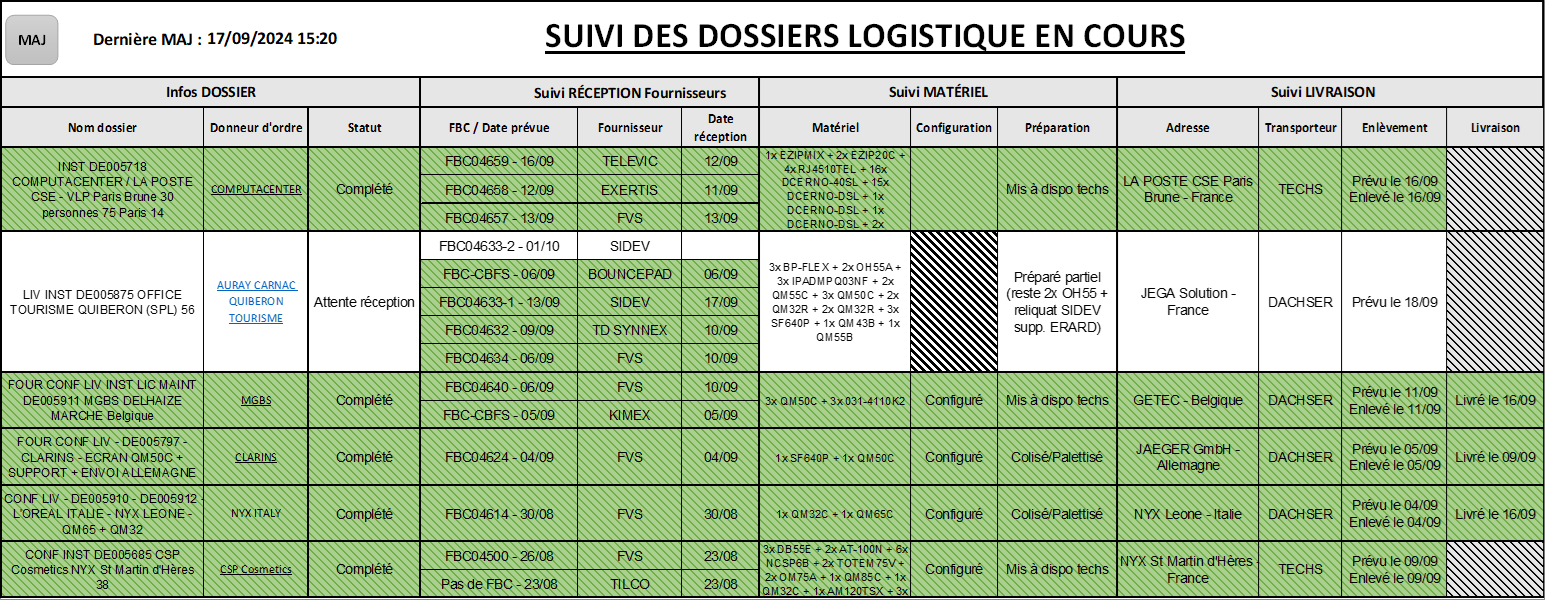 MAJ
Dernière MAJ : 17/09/2024 15:20
SUIVI DES DOSSIERS LOGISTIQUE EN COURS
Infos DOSSIER
Suivi RÉCEPTION Fournisseurs
Suivi MATÉRIEL
Suivi LIVRAISON
Nom dossier
Donneur d'ordre
Statut
FBC / Date prévue
Fournisseur
Date
réception
Matériel
Configuration
Préparation
Adresse
Transporteur
Enlèvement
Livraison
INST DE005718
COMPUTACENTER / LA POSTE
CSE - VLP Paris Brune 30
personnes 75 Paris 14
COMPUTACENTER
Complété
FBC04659 - 16/09
TELEVIC
12/09
FBC04658 - 12/09
EXERTIS
11/09
FBC04657 - 13/09
FVS
13/09
1x EZIPMIX + 2x EZIP20C +
4x RJ4510TEL + 16x
DCERNO-40SL + 15x
DCERNO-DSL + 1x
DCERNO-DSL + 1x
DCERNO-DSL + 2x
Mis à dispo techs
LA POSTE CSE Paris
Brune - France
TECHS
Prévu le 16/09
Enlevé le 16/09
LIV INST DE005875 OFFICE
TOURISME QUIBERON (SPL) 56
AURAY CARNAC
QUIBERON
TOURISME
Attente réception
FBC04633-2 - 01/10
SIDEV
FBC-CBFS - 06/09
BOUNCEPAD
06/09
FBC04633-1 - 13/09
SIDEV
17/09
FBC04632 - 09/09
TD SYNNEX
10/09
FBC04634 - 06/09
FVS
10/09
3x BP-FLEX + 2x OH55A +
3x IPADMPQ03NF + 2x
QM55C + 3x QM50C + 2x
QM32R + 2x QM32R + 3x
SF640P + 1x QM43B + 1x
QM55B
Préparé partiel
(reste 2x OH55 +
reliquat SIDEV
supp. ERARD)
JEGA Solution -
France
DACHSER
Prévu le 18/09
FOUR CONF LIV INST LIC MAINT
DE005911 MGBS DELHAIZE
MARCHE Belgique
MGBS
Complété
FBC04640 - 06/09
FVS
10/09
FBC-CBFS - 05/09
KIMEX
05/09
3x QM50C + 3x 031-4110K2
Configuré
Mis à dispo techs
GETEC - Belgique
DACHSER
Prévu le 11/09
Enlevé le 11/09
Livré le 16/09
FOUR CONF LIV - DE005797 -
CLARINS - ECRAN QM50C +
SUPPORT + ENVOI ALLEMAGNE
CLARINS
Complété
FBC04624 - 04/09
FVS
04/09
1x SF640P + 1x QM50C
Configuré
Colisé/Palettisé
JAEGER GmbH -
Allemagne
DACHSER
Prévu le 05/09
Enlevé le 05/09
Livré le 09/09
CONF LIV - DE005910 - DE005912 -
L'OREAL ITALIE - NYX LEONE -
QM65 + QM32
NYX ITALY
Complété
FBC04614 - 30/08
FVS
30/08
1x QM32C + 1x QM65C
Configuré
Colisé/Palettisé
NYX Leone - Italie
DACHSER
Prévu le 04/09
Enlevé le 04/09
Livré le 16/09
CONF INST DE005685 CSP
Cosmetics NYX St Martin d'Hères
38
CSP Cosmetics
Complété
FBC04500 - 26/08
FVS
23/08
Pas de FBC - 23/08
TILCO
23/08
3x DB55E + 2x AT-100N + 6x
NCSP6B + 2x TOTEM75V +
2x OM75A + 1x QM85C + 1x
QM32C + 1x AM120TSX + 3x
Configuré
Mis à dispo techs
NYX St Martin d'Hères -
France
TECHS
Prévu le 09/09
Enlevé le 09/09